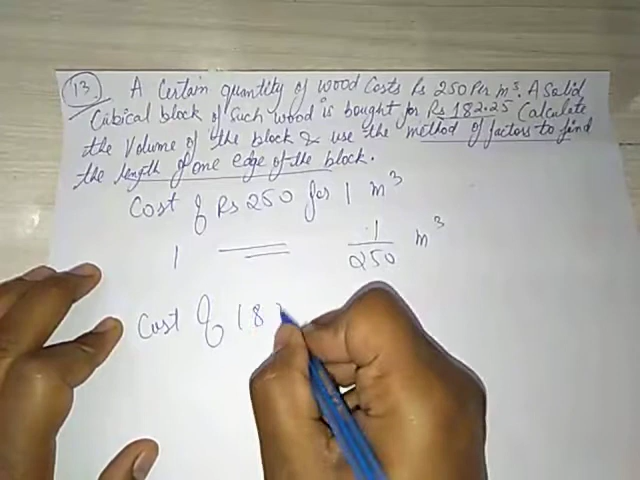 13. A Certain quantity of wood Costs Rs 250 Per m³. A Solid
Cubical block of Such wood is bought for Rs 182.25 Calculate
the Volume of the block & use the method of factors to find
the length of one edge of the block.
Cost of Rs 250 for 1 m³
1 1/250 m³
Cost of 18